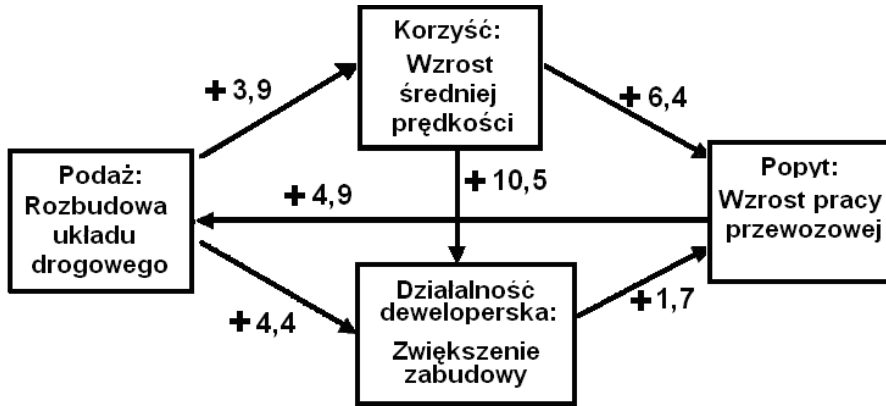 Korzyść:
Wzrost
średniej
prędkości
+ 3,9
+ 6,4
Podaż:
Rozbudowa
układu
drogowego
+ 4,9
+ 10,5
Popyt:
Wzrost pracy
przewozowej
+ 4,4
Działalność
deweloperska:
Zwiększenie
zabudowy
+ 1,7